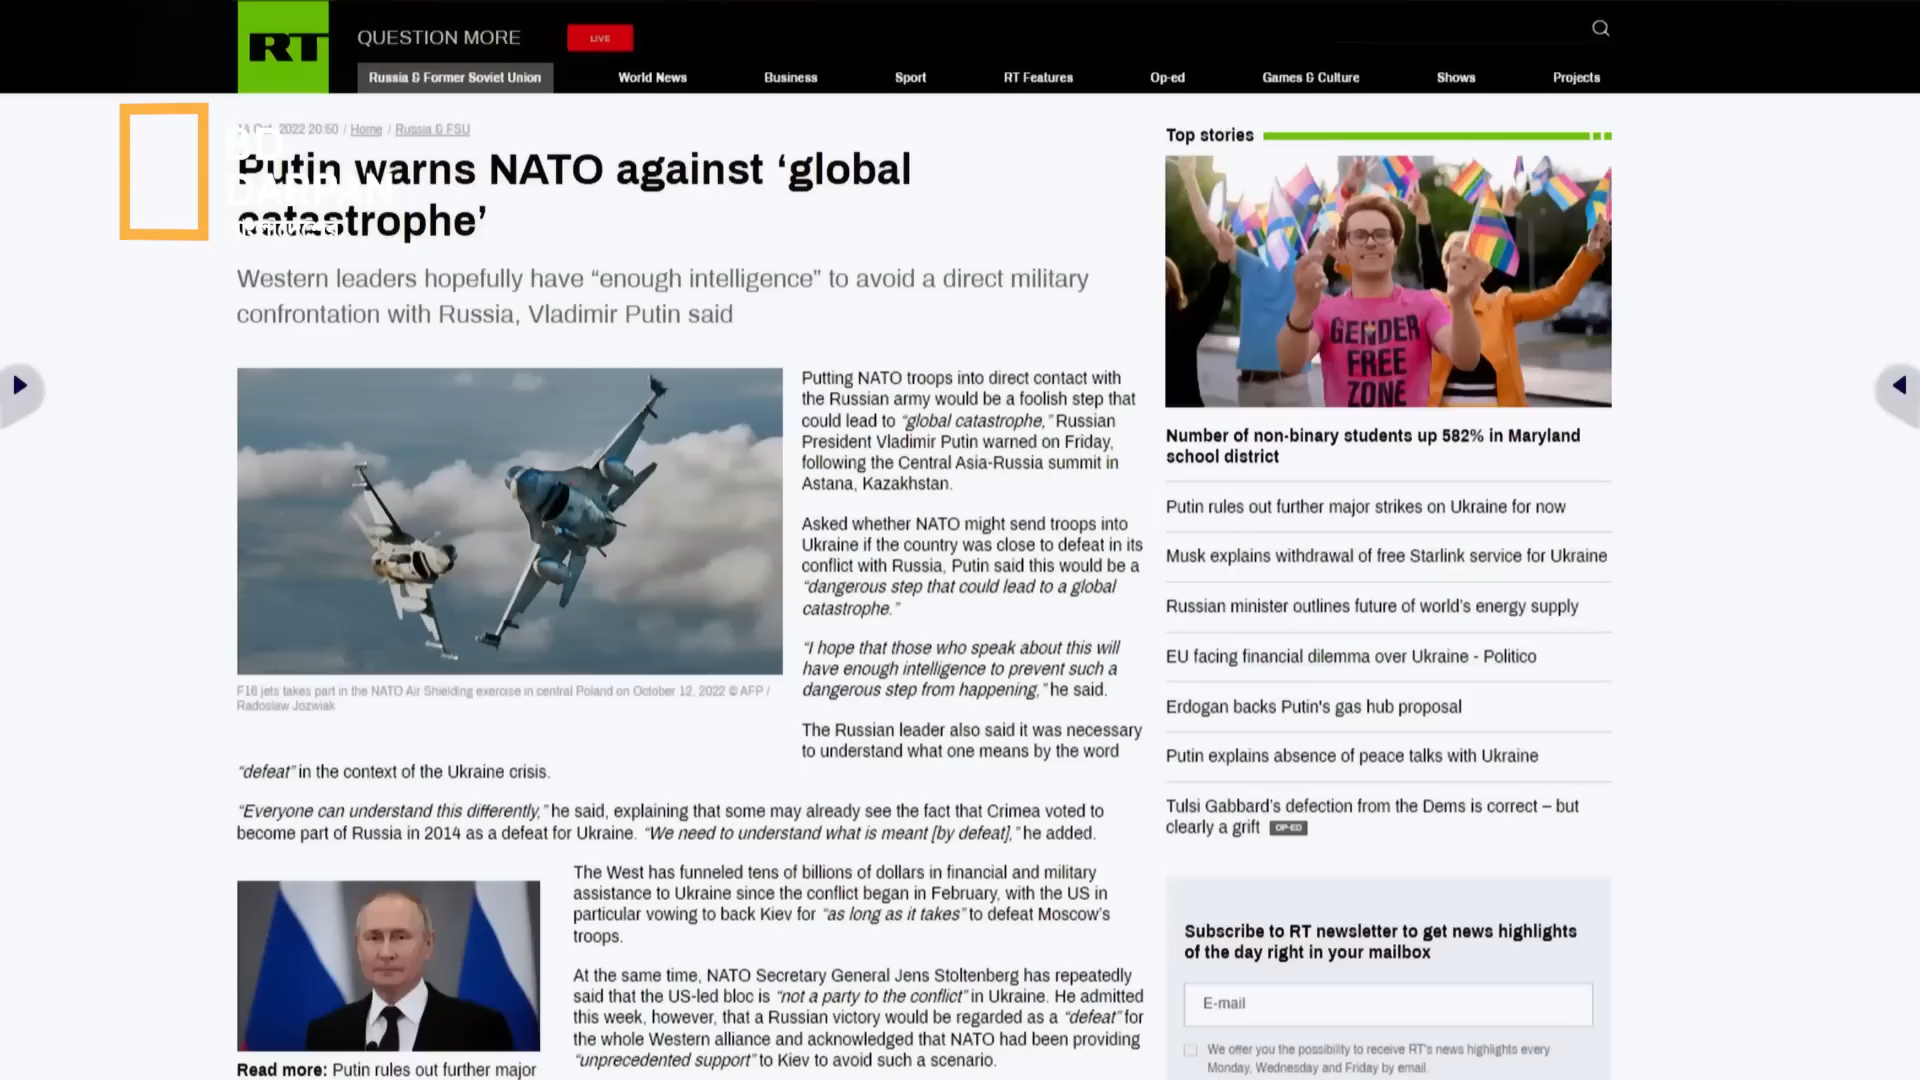 RT
QUESTION MORE
LIVE
Russia & Former Soviet Union
World News
Business
Sport
RT Features
Op-ed
Games & Culture
Shows
Projects
2022 20:50 / Home / Russia & FSU
BD
DARPAN
Putin warns NATO against ‘global
catastrophe’
Western leaders hopefully have “enough intelligence” to avoid a direct military
confrontation with Russia, Vladimir Putin said
F16 jets takes part in the NATO Air Shielding exercise in central Poland on October 12, 2022 © AFP /
Radoslaw Jozwiak
Putting NATO troops into direct contact with
the Russian army would be a foolish step that
could lead to “global catastrophe,” Russian
President Vladimir Putin warned on Friday,
following the Central Asia-Russia summit in
Astana, Kazakhstan.
Asked whether NATO might send troops into
Ukraine if the country was close to defeat in its
conflict with Russia, Putin said this would be a
“dangerous step that could lead to a global
catastrophe.”
“I hope that those who speak about this will
have enough intelligence to prevent such a
dangerous step from happening,” he said.
The Russian leader also said it was necessary
to understand what one means by the word
“defeat” in the context of the Ukraine crisis.
“Everyone can understand this differently,” he said, explaining that some may already see the fact that Crimea voted to
become part of Russia in 2014 as a defeat for Ukraine. “We need to understand what is meant [by defeat],” he added.
The West has funneled tens of billions of dollars in financial and military
assistance to Ukraine since the conflict began in February, with the US in
particular vowing to back Kiev for “as long as it takes” to defeat Moscow’s
troops.
At the same time, NATO Secretary General Jens Stoltenberg has repeatedly
said that the US-led bloc is “not a party to the conflict” in Ukraine. He admitted
this week, however, that a Russian victory would be regarded as a “defeat” for
the whole Western alliance and acknowledged that NATO had been providing
“unprecedented support” to Kiev to avoid such a scenario.
Read more: Putin rules out further major
Top stories
GENDER
FREE
ZONE
Number of non-binary students up 582% in Maryland
school district
Putin rules out further major strikes on Ukraine for now
Musk explains withdrawal of free Starlink service for Ukraine
Russian minister outlines future of world’s energy supply
EU facing financial dilemma over Ukraine - Politico
Erdogan backs Putin's gas hub proposal
Putin explains absence of peace talks with Ukraine
Tulsi Gabbard’s defection from the Dems is correct – but
clearly a grift OP-ED
Subscribe to RT newsletter to get news highlights
of the day right in your mailbox
E-mail
We offer you the possibility to receive RT's news highlights every
Monday, Wednesday and Friday by email.